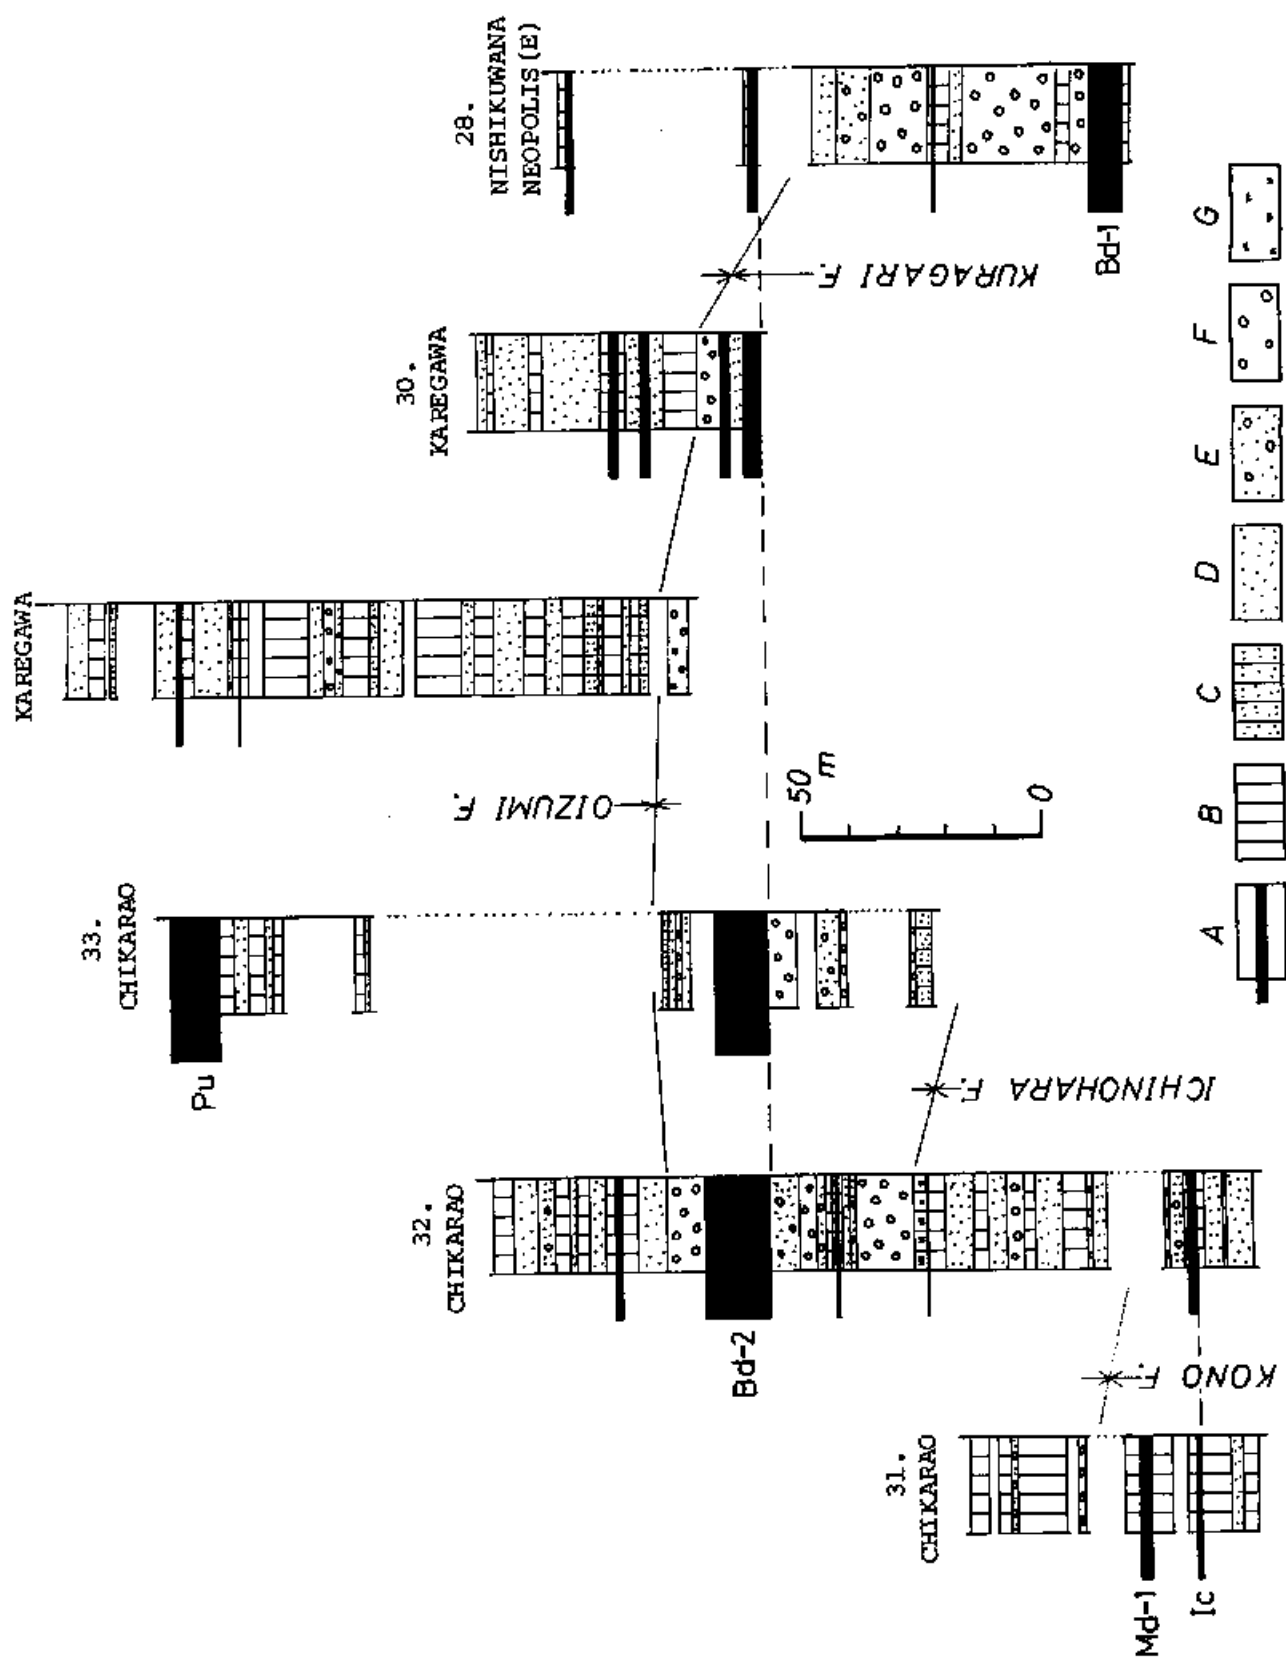 28.
NISHIKUWANA
NEOPOLIS(E)
30.
KAREGAWA
KAREGAWA
33.
CHIKARAO
32.
CHIKARAO
31.
CHIKARAO
KURAGARI F.
OIZUMI F.
ICHINOHARA F.
KONO F.
Bd-1
Pu
Bd-2
Md-1
Ic
50
m
0
A
B
C
D
E
F
G